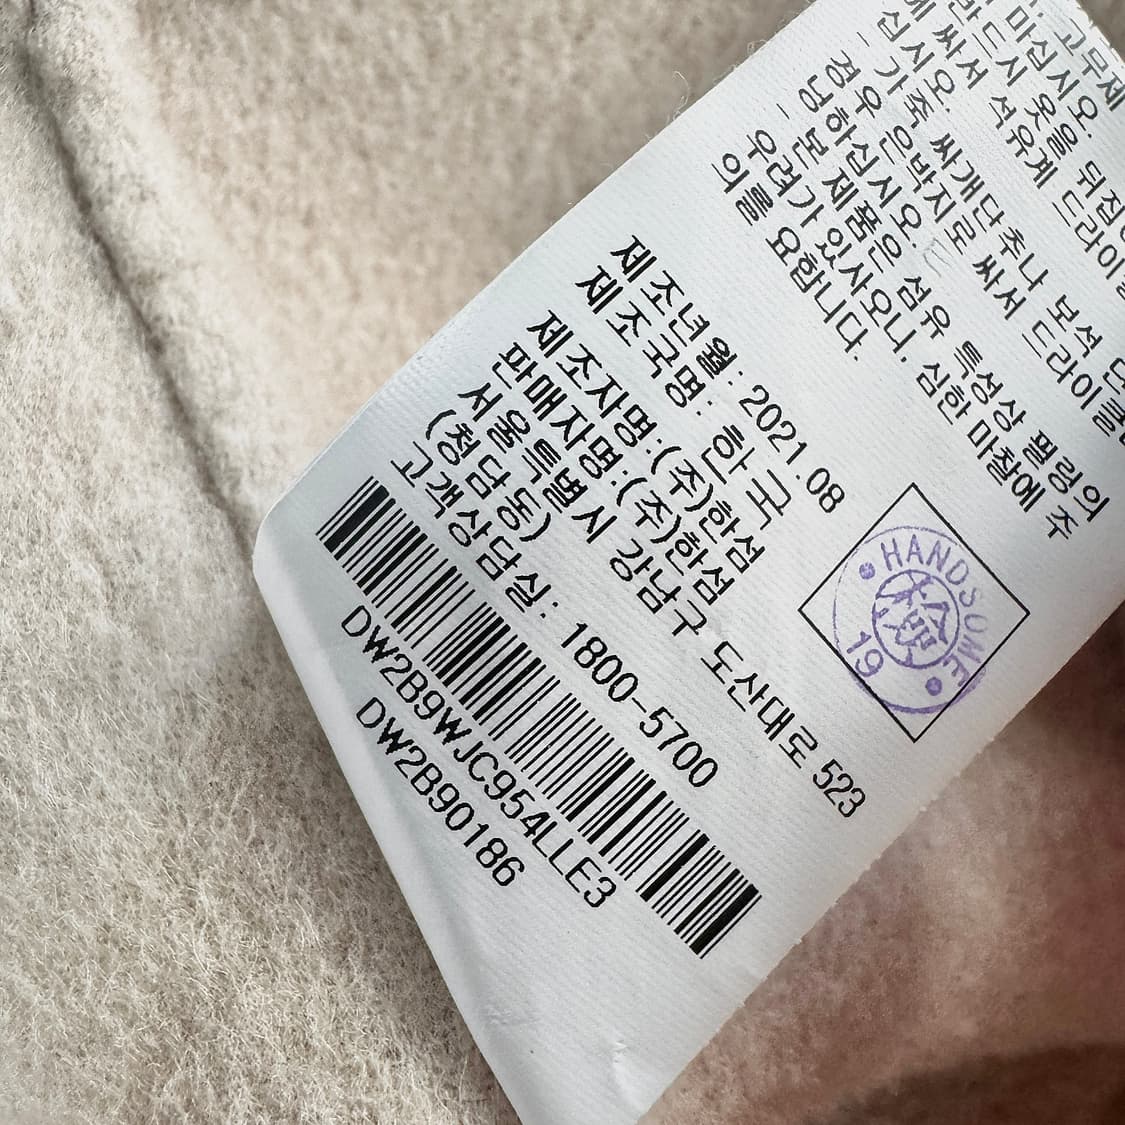 고무제
마십시오.
반드시 옷을 뒤집
에 싸서 석유계 드라이클
십시오.
- 가죽 싸개단추나 보석 단
경우 은박지로 싸서 드라이클
닝하십시오.
- 본 제품은 섬유 특성상 필링의
우려가 있사오니, 심한 마찰에 주
의를 요합니다.
제조년월 : 2021.08
제조국명 : 한국
제조자명:(주)한섬
판매자명:(주)한섬
서울특별시 강남구 도산대로 523
(청담동)
고객상담실 : 1800-5700
DW2B9WJC954LLE3
DW2B90186
HANDSOME
19